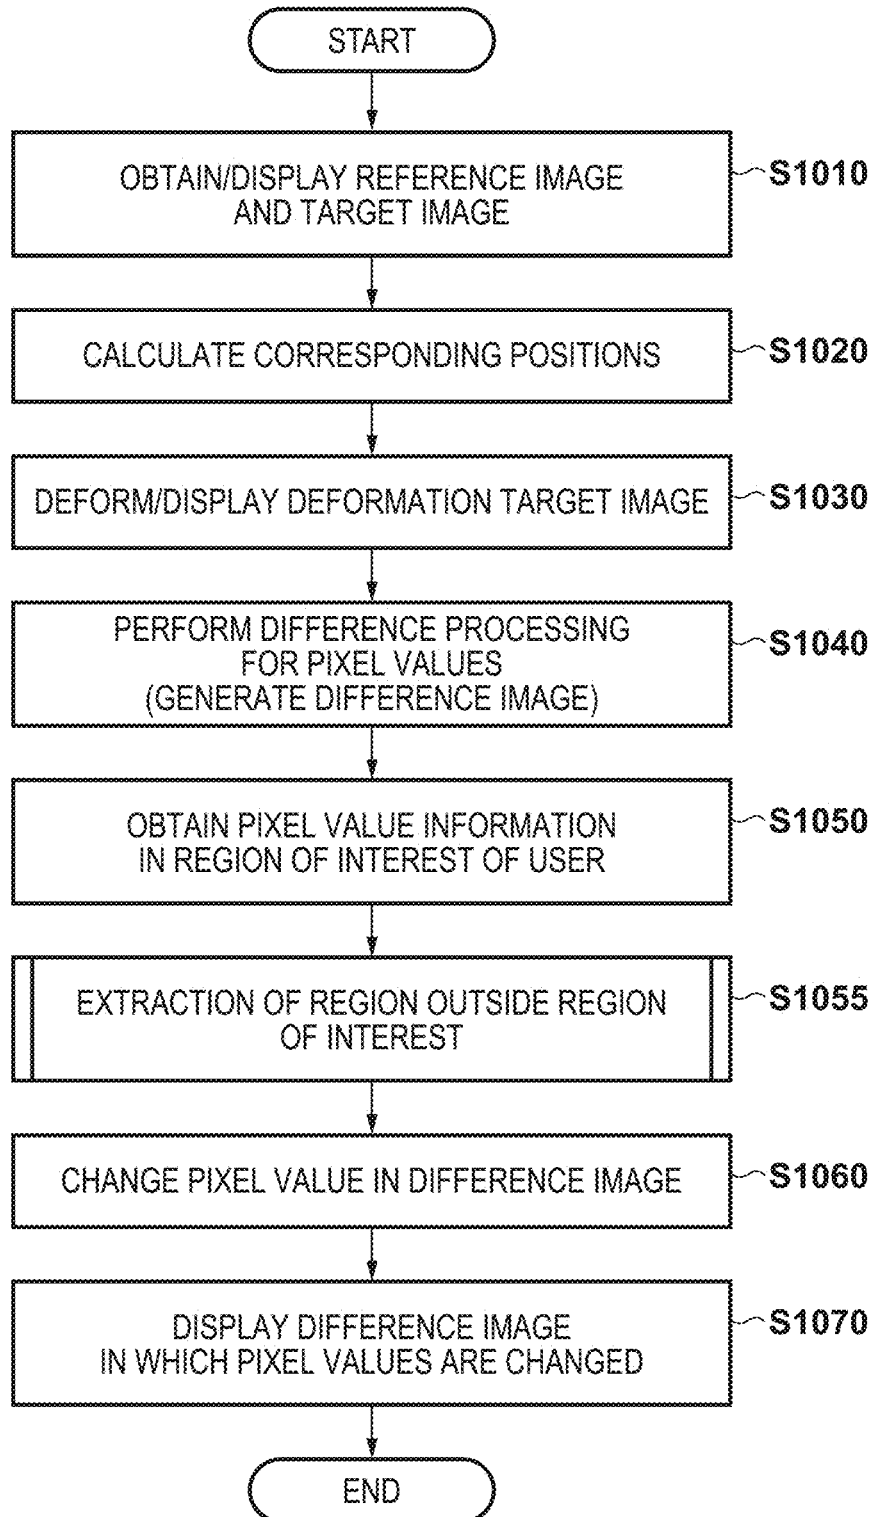 START
OBTAIN/DISPLAY REFERENCE IMAGE
AND TARGET IMAGE
S1010
CALCULATE CORRESPONDING POSITIONS
S1020
DEFORM/DISPLAY DEFORMATION TARGET IMAGE
S1030
PERFORM DIFFERENCE PROCESSING
FOR PIXEL VALUES
(GENERATE DIFFERENCE IMAGE)
S1040
OBTAIN PIXEL VALUE INFORMATION
IN REGION OF INTEREST OF USER
S1050
EXTRACTION OF REGION OUTSIDE REGION
OF INTEREST
S1055
CHANGE PIXEL VALUE IN DIFFERENCE IMAGE
S1060
DISPLAY DIFFERENCE IMAGE
IN WHICH PIXEL VALUES ARE CHANGED
S1070
END